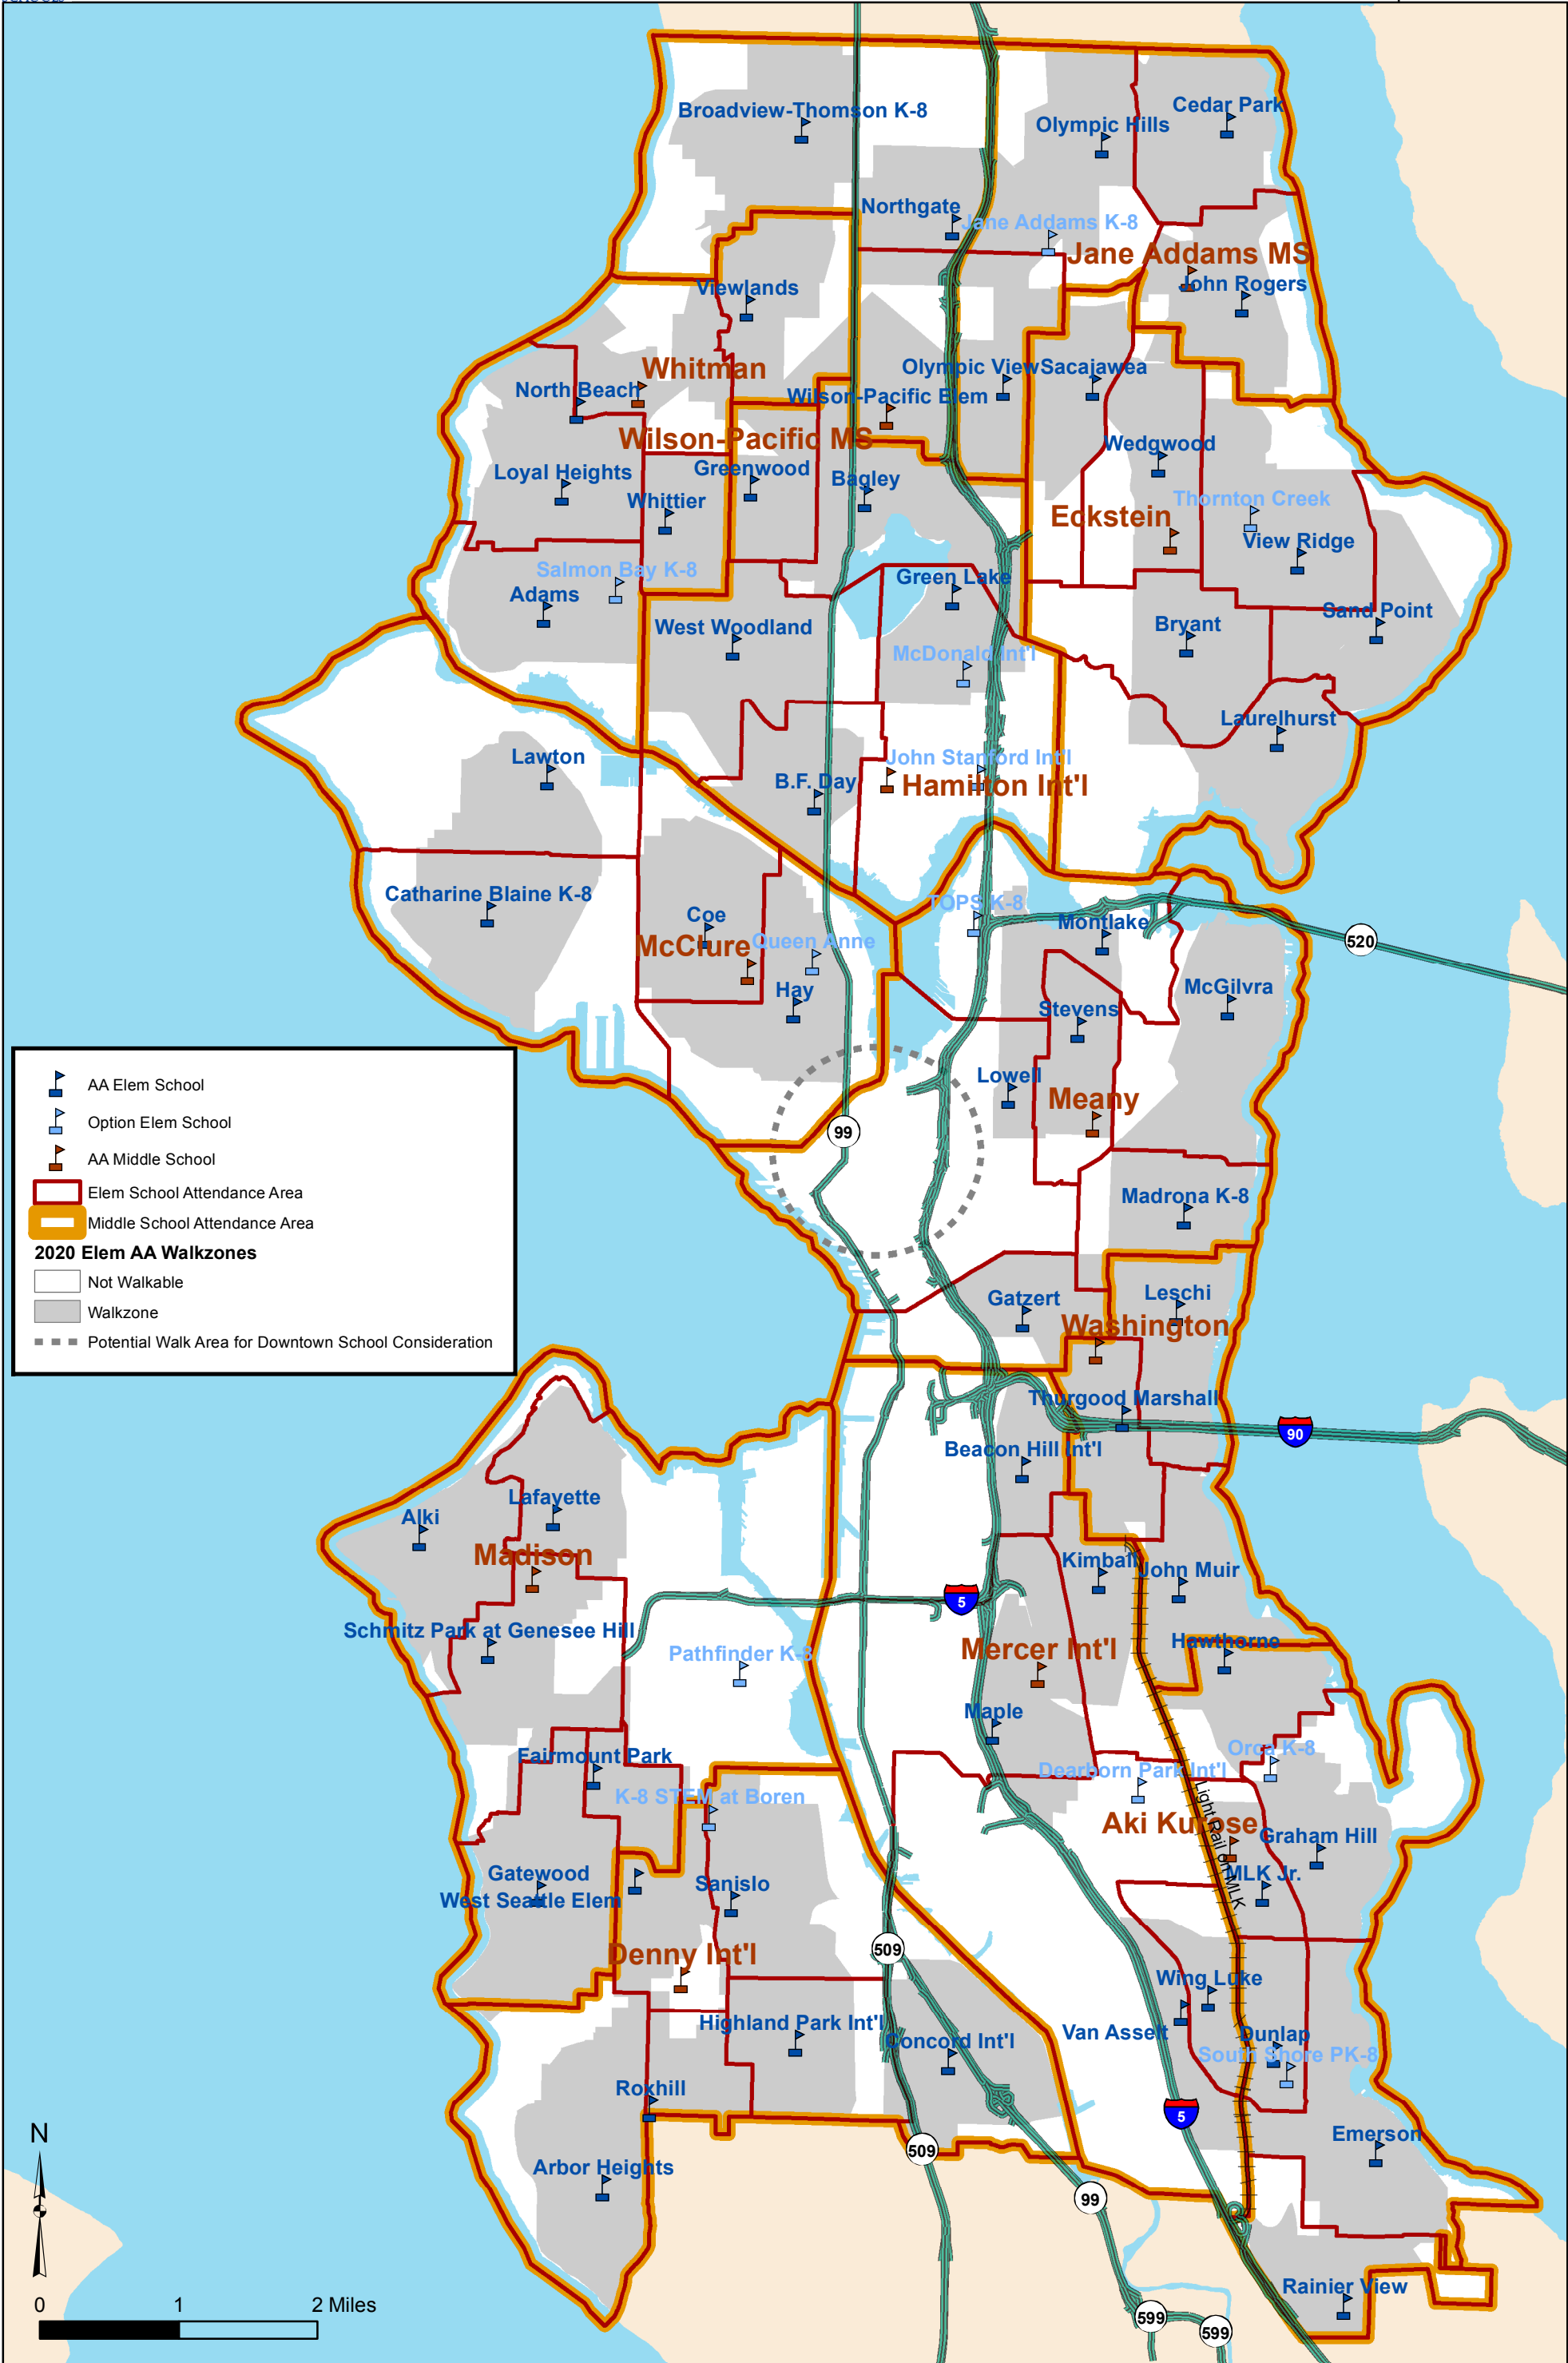 Broadview-Thomson K-8
Cedar Park
Olympic Hills
Northgate
Jane Addams K-8
Jane Addams MS
John Rogers
Viewlands
Whitman
North Beach
Olympic View
Sacajawea
Wilson-Pacific Elem
Wilson-Pacific MS
Wedgwood
Loyal Heights
Greenwood
Bagley
Whittier
Thornton Creek
Eckstein
View Ridge
Salmon Bay K-8
Green Lake
Adams
Sand Point
West Woodland
Bryant
McDonald Int'l
Laurelhurst
Lawton
John Stanford Int'l
B.F. Day
Hamilton Int'l
Catharine Blaine K-8
TOPS K-8
Coe
Montlake
McClure
Queen Anne
520
Hay
McGilvra
Stevens
Lowell
Meany
99
Madrona K-8
AA Elem School
Option Elem School
AA Middle School
Elem School Attendance Area
Middle School Attendance Area
2020 Elem AA Walkzones
Not Walkable
Walkzone
Potential Walk Area for Downtown School Consideration
Gatzert
Leschi
Washington
Thurgood Marshall
90
Beacon Hill Int'l
Lafayette
Alki
Madison
Kimball
John Muir
5
Schmitz Park at Genesee Hill
Hawthorne
Mercer Int'l
Pathfinder K-8
Maple
Fairmount Park
Orca K-8
Dearborn Park Int'l
K-8 STEM at Boren
Light Rail on MLK
Aki Kurose
Graham Hill
Gatewood
MLK Jr.
Sanislo
West Seattle Elem
509
Denny Int'l
Wing Luke
Highland Park Int'l
Van Asselt
Dunlap
Concord Int'l
South Shore PK-8
Roxhill
5
Emerson
509
Arbor Heights
99
Rainier View
599
599
N
0 1 2 Miles